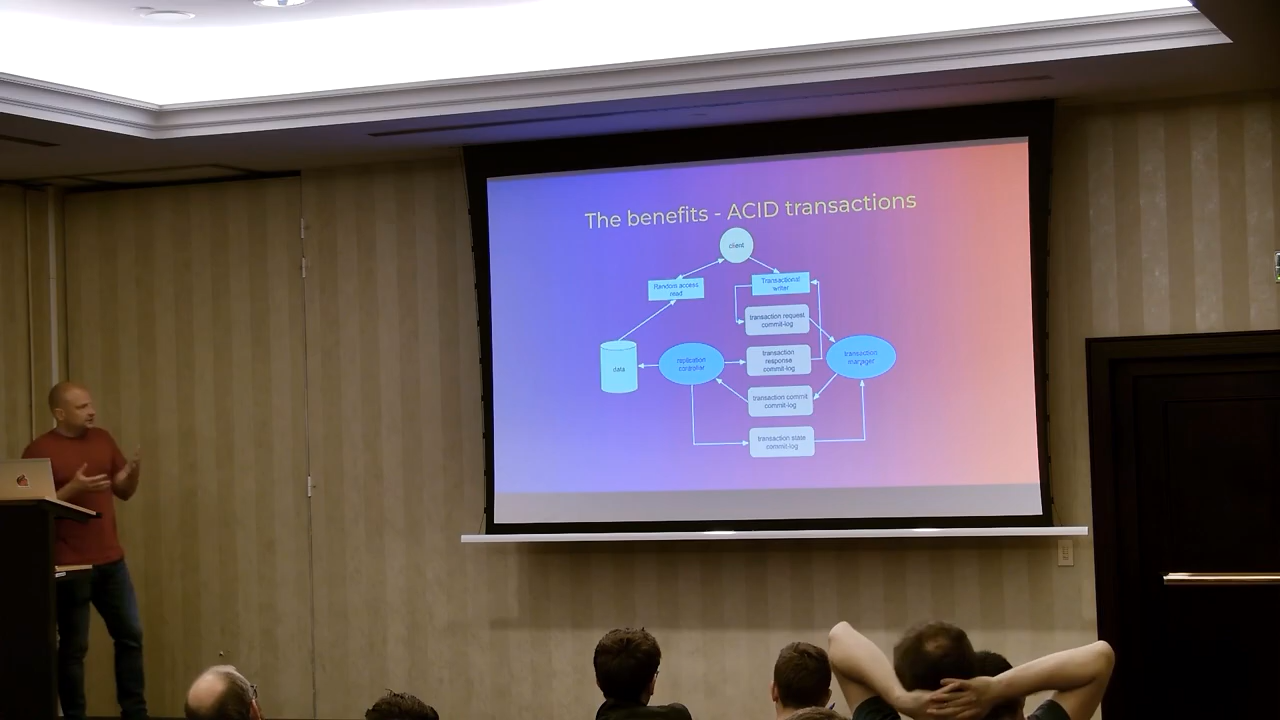 The benefits - ACID transactions
client
Random access
read
Transactional
writer
transaction request
commit-log
data
replication
controller
transaction
response
commit-log
transaction
manager
transaction commit
commit-log
transaction state
commit-log